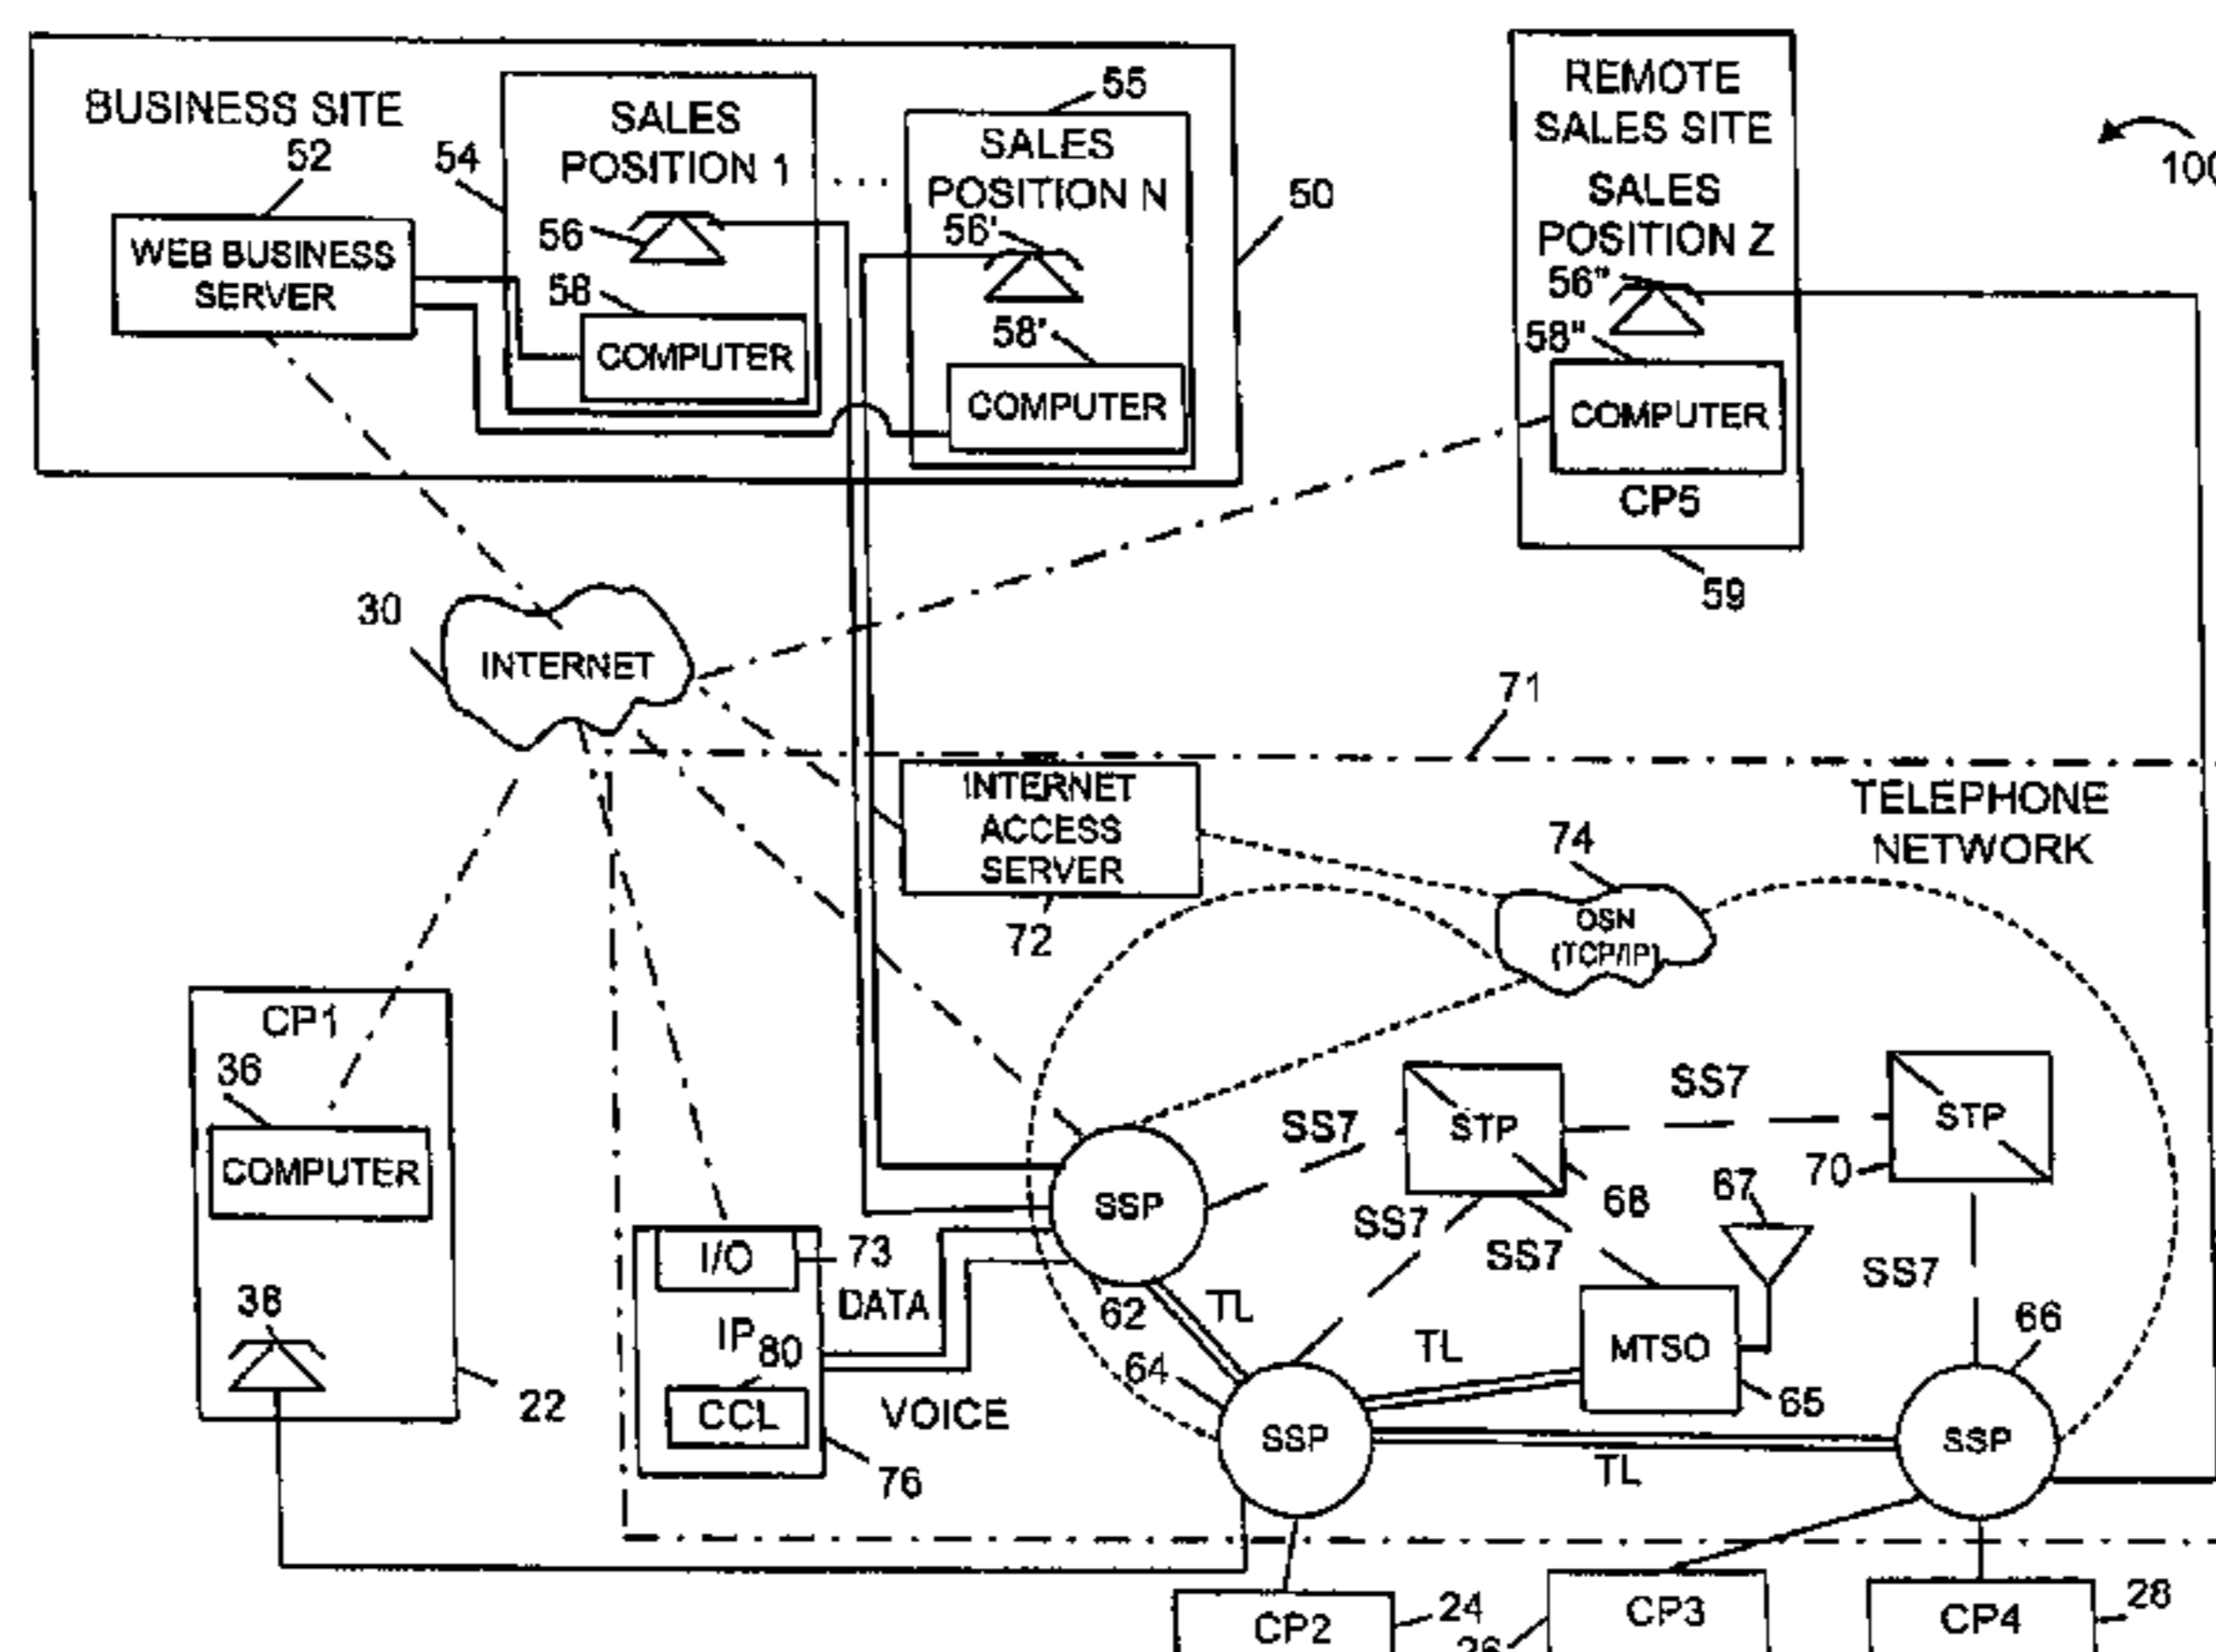 BUSINESS SITE
52
WEB BUSINESS
SERVER
54
SALES
POSITION 1
. . .
56
58
COMPUTER
55
SALES
POSITION N
56'
58'
COMPUTER
50
REMOTE
SALES SITE
SALES
POSITION Z
56"
58"
COMPUTER
CP5
59
100
30
INTERNET
71
TELEPHONE
NETWORK
INTERNET
ACCESS
SERVER
72
74
OSN
(TCP/IP)
CP1
36
COMPUTER
38
22
I/O
73
DATA
IP
80
CCL
VOICE
76
SSP
62
SS7
STP
68
SS7
STP
70
SS7
SS7
67
SS7
TL
64
SSP
TL
MTSO
65
66
SSP
TL
CP2
24
26
CP3
CP4
28